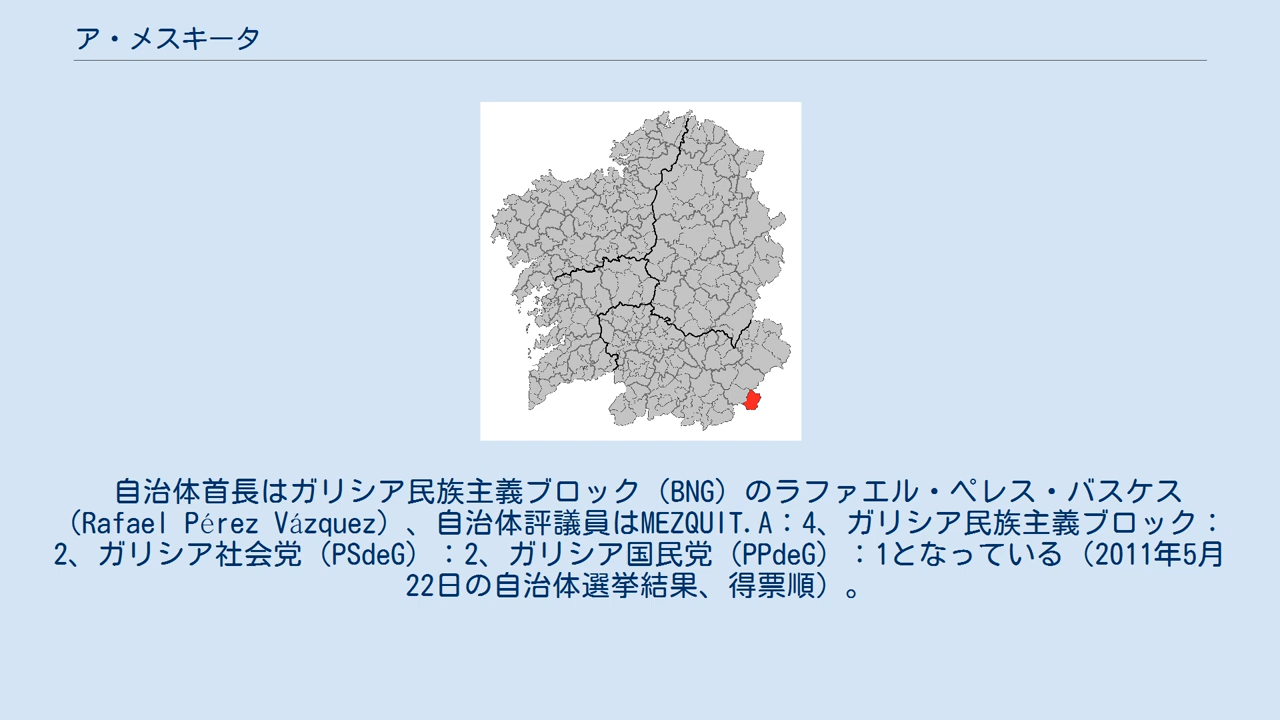 ア・メスキータ
自治体首長はガリシア民族主義ブロック（BNG）のラファエル・ペレス・バスケス
（Rafael Pérez Vázquez）、自治体評議員はMEZQUIT.A：4、ガリシア民族主義ブロック：
2、ガリシア社会党（PSdeG）：2、ガリシア国民党（PPdeG）：1となっている（2011年5月
22日の自治体選挙結果、得票順）。